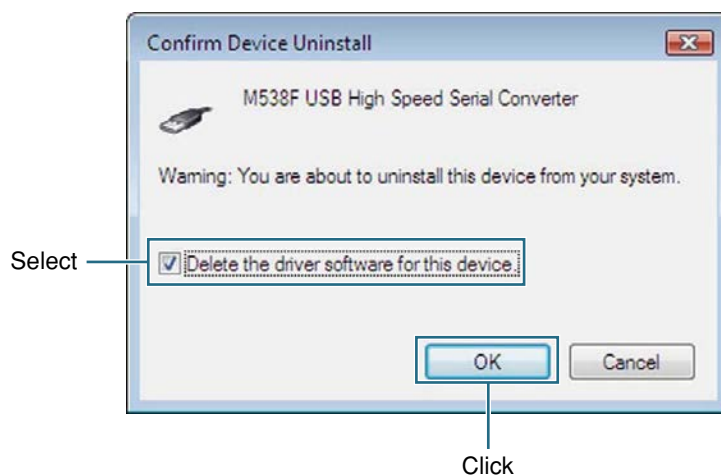 Confirm Device Uninstall
M538F USB High Speed Serial Converter
Warning: You are about to uninstall this device from your system.
Select
Delete the driver software for this device.
OK
Cancel
Click